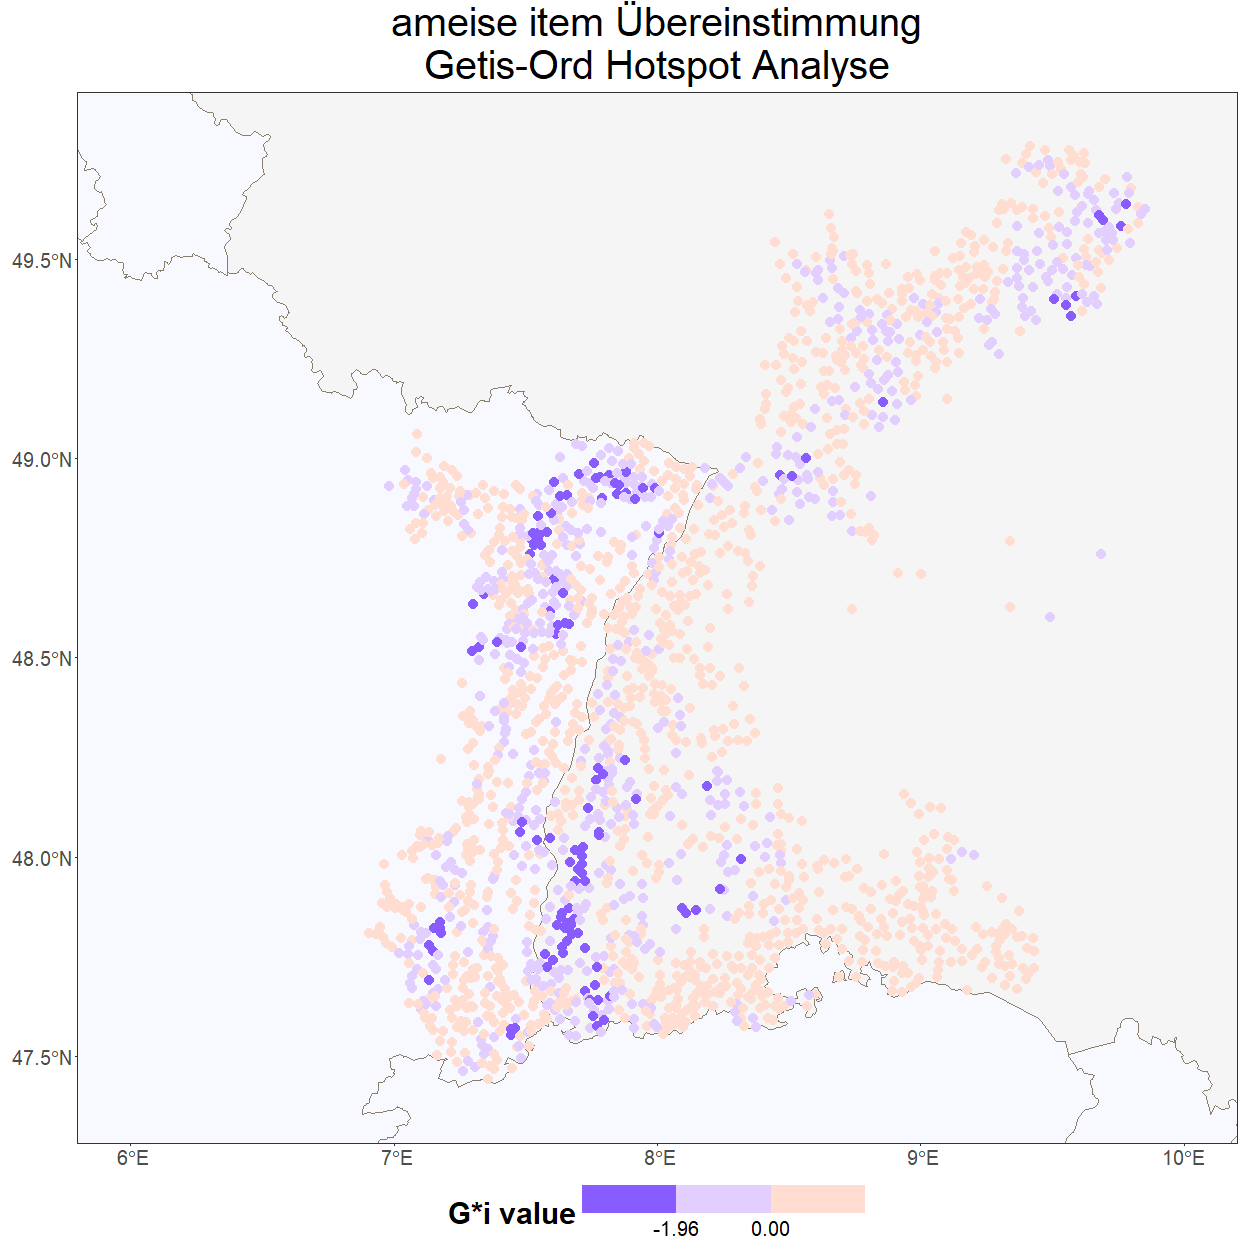 ameise item Übereinstimmung
Getis-Ord Hotspot Analyse
49.5°N
49.0°N
48.5°N
48.0°N
47.5°N
6°E 7°E 8°E 9°E 10°E
G*i value
-1.96 0.00